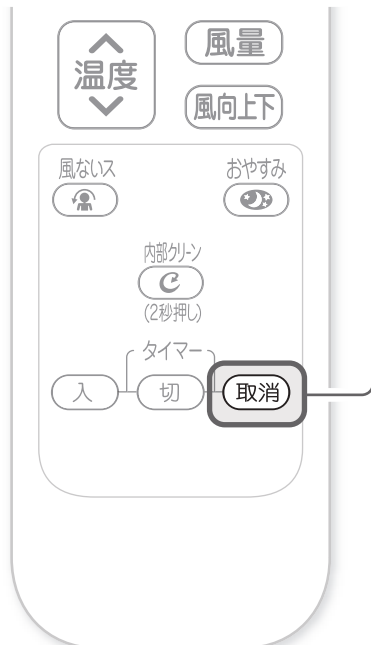 温度
風量
風向上下
風ないス
おやすみ
内部クリーン
(2秒押し)
タイマー
入
切
取消